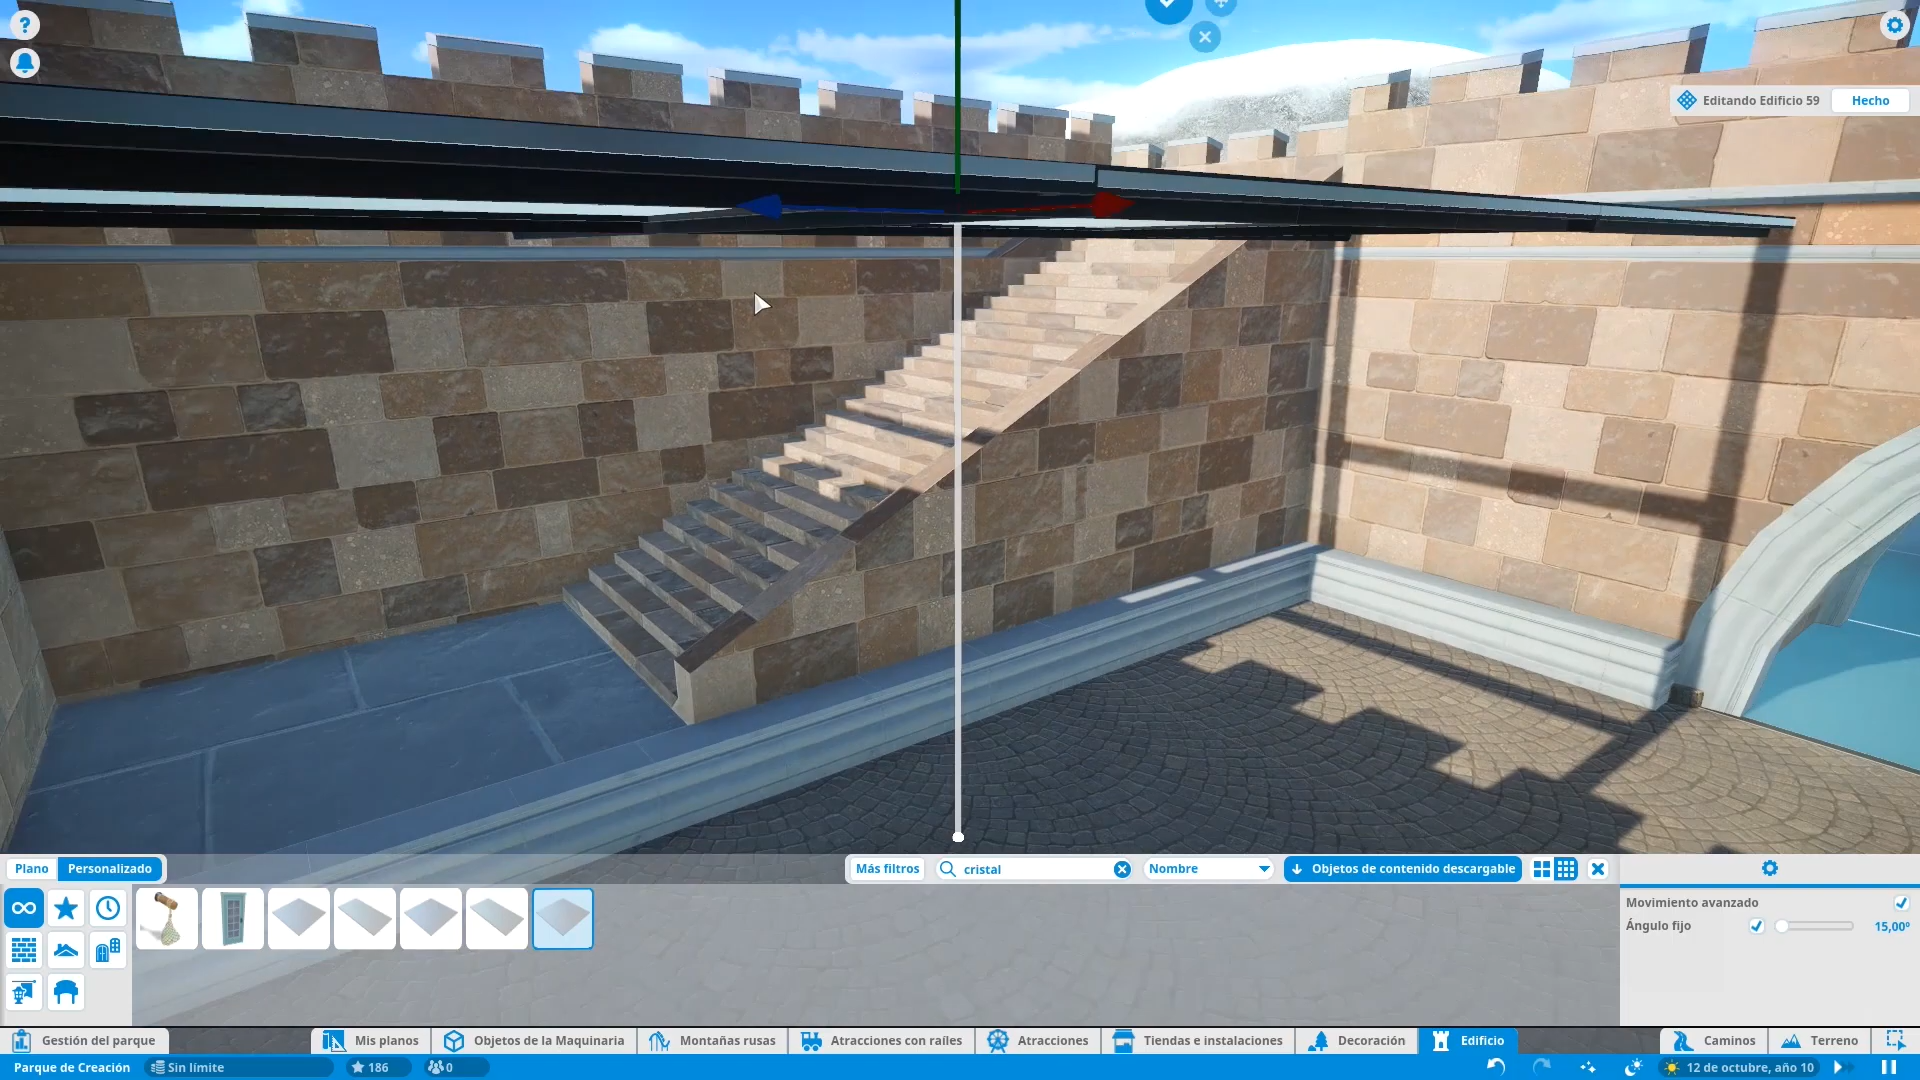 ?
Editando Edificio 59
Hecho
Plano
Personalizado
Más filtros
cristal
Nombre
Objetos de contenido descargable
Movimiento avanzado
Ángulo fijo
15,00º
Gestión del parque
Mis planos
Objetos de la Maquinaria
Montañas rusas
Atracciones con raíles
Atracciones
Tiendas e instalaciones
Decoración
Edificio
Caminos
Terreno
Parque de Creación
Sin límite
186
0
12 de octubre, año 10